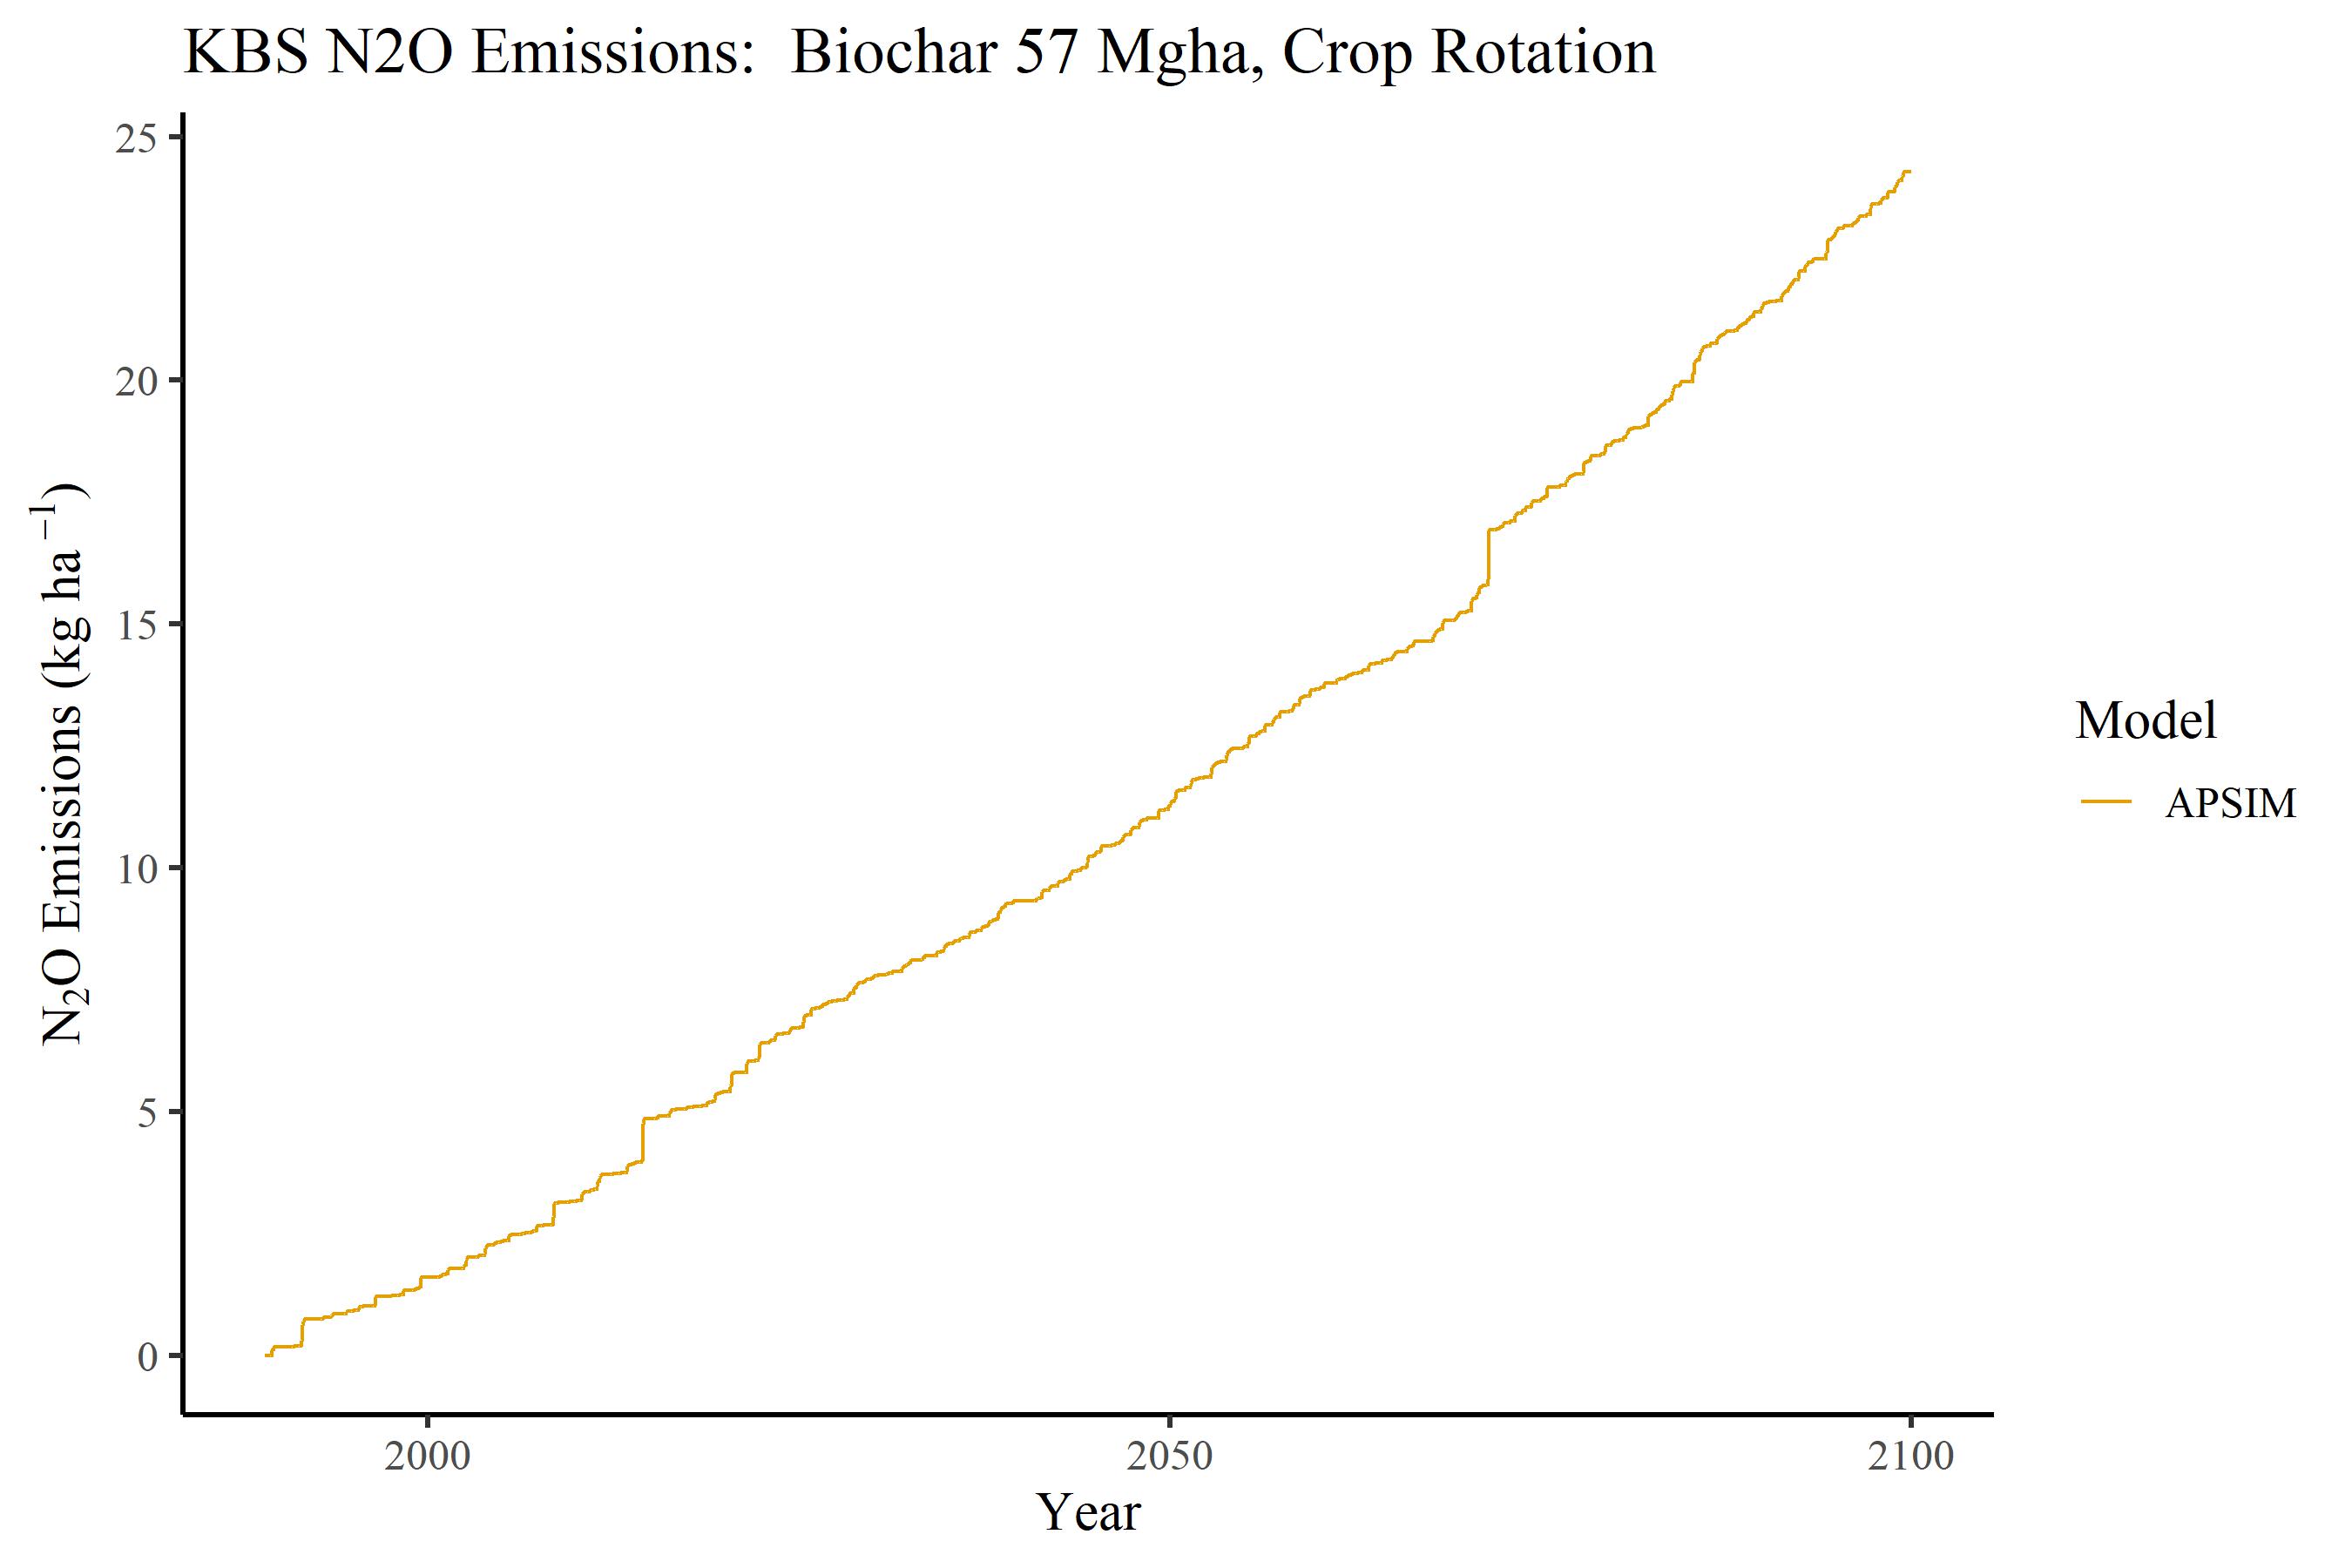 KBS N2O Emissions:  Biochar 57 Mgha, Crop Rotation
N₂O Emissions (kg ha⁻¹)
25
20
15
10
5
0
2000
2050
2100
Year
Model
APSIM